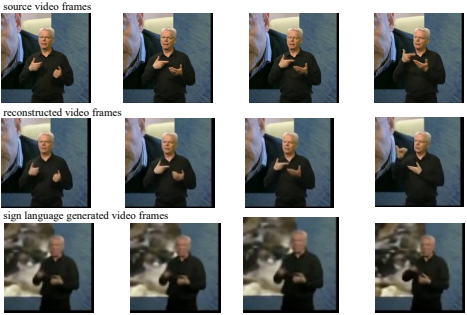 source video frames
reconstructed video frames
sign language generated video frames